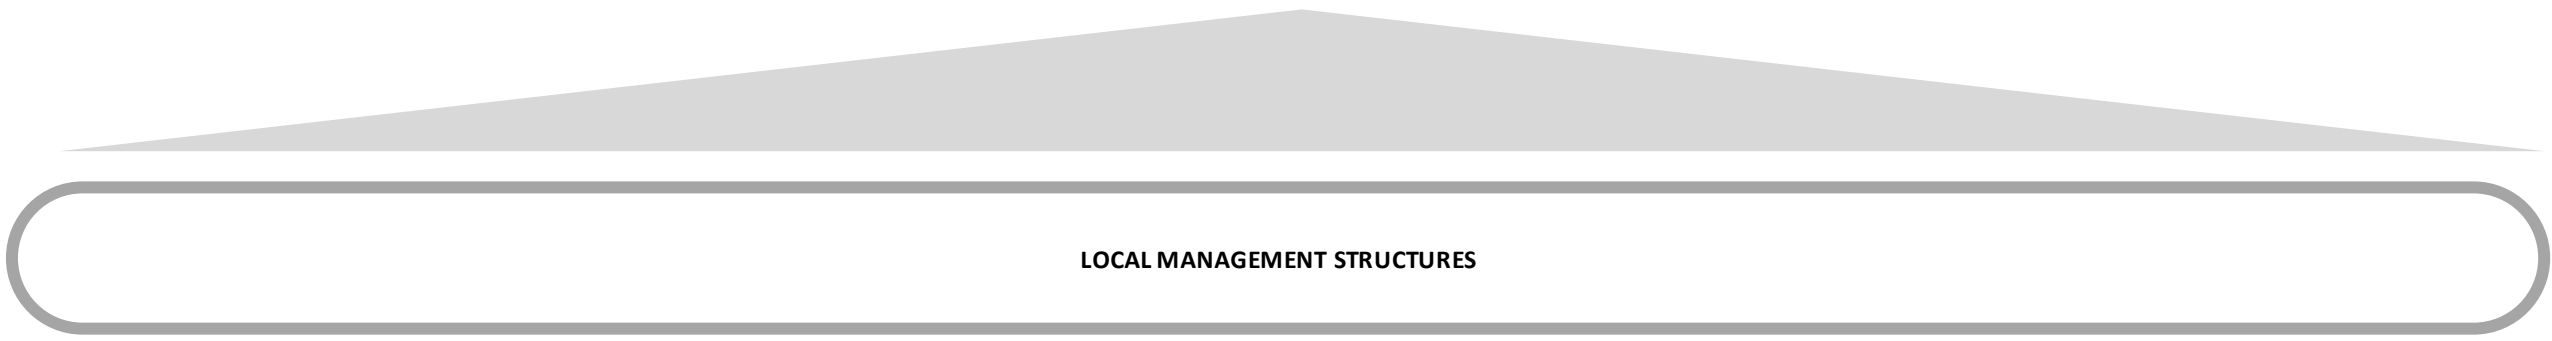 LOCAL MANAGEMENT STRUCTURES